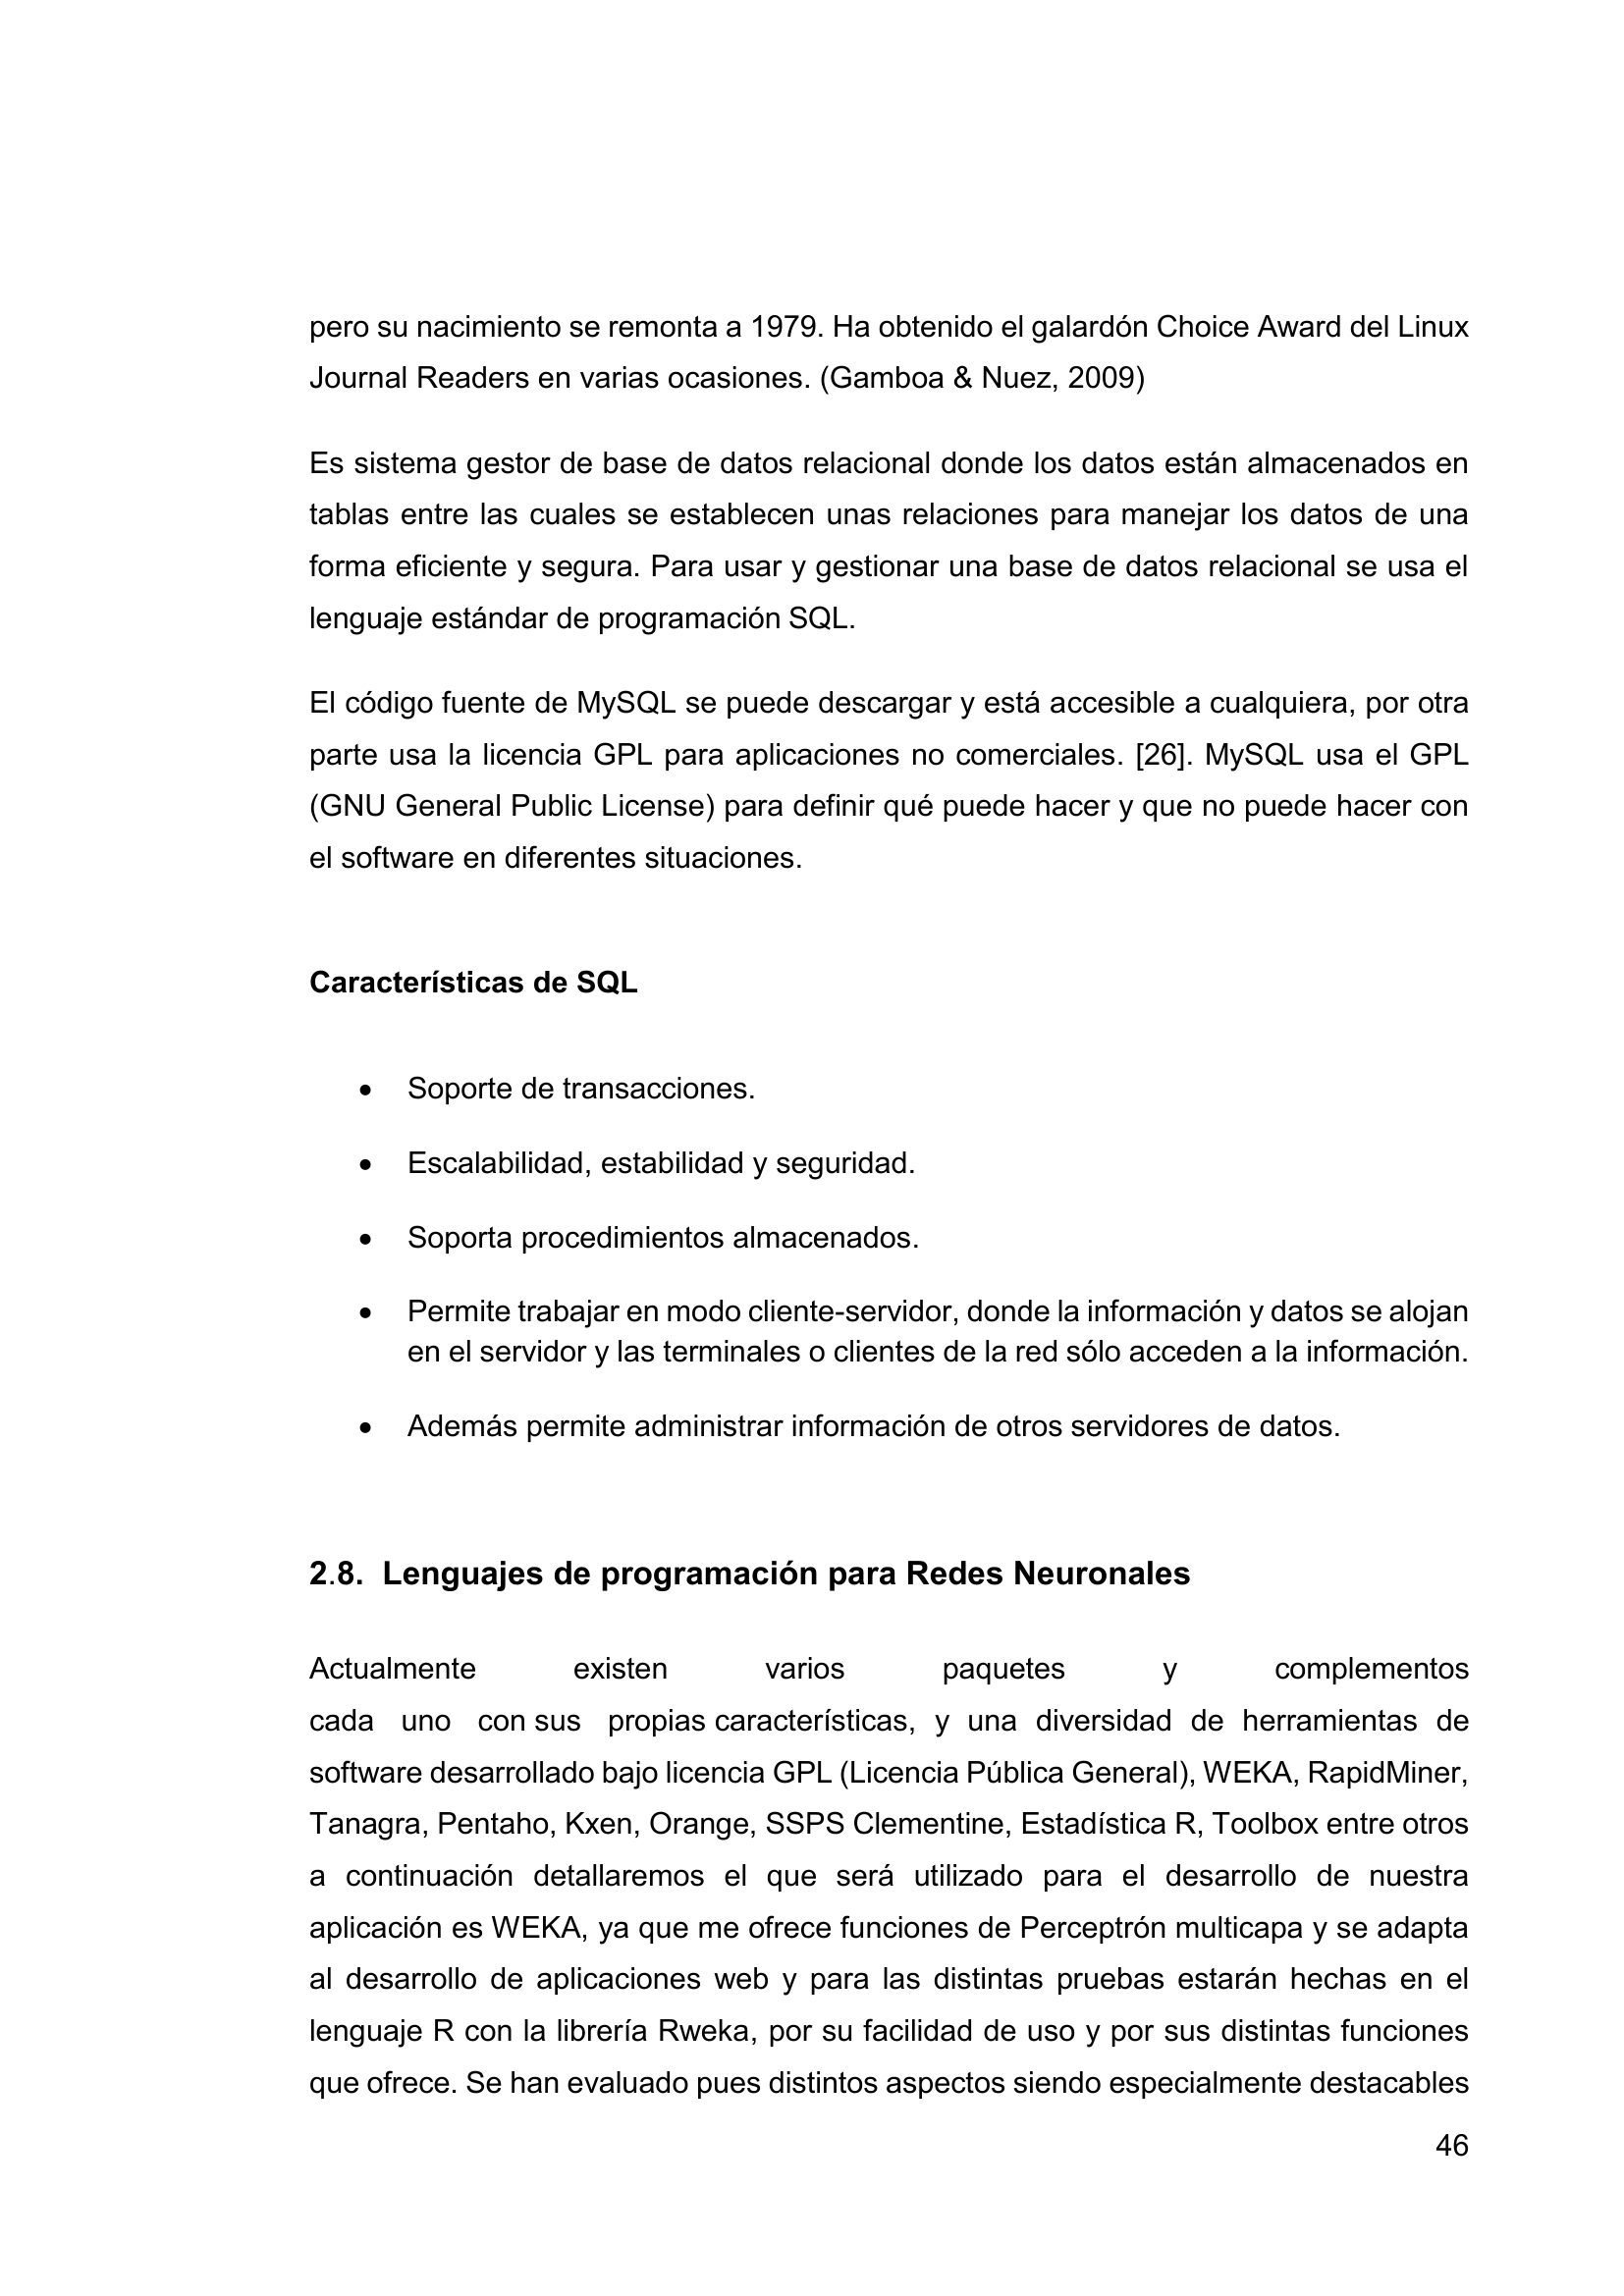 pero su nacimiento se remonta a 1979. Ha obtenido el galardón Choice Award del Linux
Journal Readers en varias ocasiones. (Gamboa & Nuez, 2009)
Es sistema gestor de base de datos relacional donde los datos están almacenados en
tablas entre las cuales se establecen unas relaciones para manejar los datos de una
forma eficiente y segura. Para usar y gestionar una base de datos relacional se usa el
lenguaje estándar de programación SQL.
El código fuente de MySQL se puede descargar y está accesible a cualquiera, por otra
parte usa la licencia GPL para aplicaciones no comerciales. [26]. MySQL usa el GPL
(GNU General Public License) para definir qué puede hacer y que no puede hacer con
el software en diferentes situaciones.
Características de SQL
• Soporte de transacciones.
• Escalabilidad, estabilidad y seguridad.
• Soporta procedimientos almacenados.
• Permite trabajar en modo cliente-servidor, donde la información y datos se alojan
en el servidor y las terminales o clientes de la red sólo acceden a la información.
• Además permite administrar información de otros servidores de datos.
2.8. Lenguajes de programación para Redes Neuronales
Actualmente existen varios paquetes y complementos
cada uno con sus propias características, y una diversidad de herramientas de
software desarrollado bajo licencia GPL (Licencia Pública General), WEKA, RapidMiner,
Tanagra, Pentaho, Kxen, Orange, SSPS Clementine, Estadística R, Toolbox entre otros
a continuación detallaremos el que será utilizado para el desarrollo de nuestra
aplicación es WEKA, ya que me ofrece funciones de Perceptrón multicapa y se adapta
al desarrollo de aplicaciones web y para las distintas pruebas estarán hechas en el
lenguaje R con la librería Rweka, por su facilidad de uso y por sus distintas funciones
que ofrece. Se han evaluado pues distintos aspectos siendo especialmente destacables
46